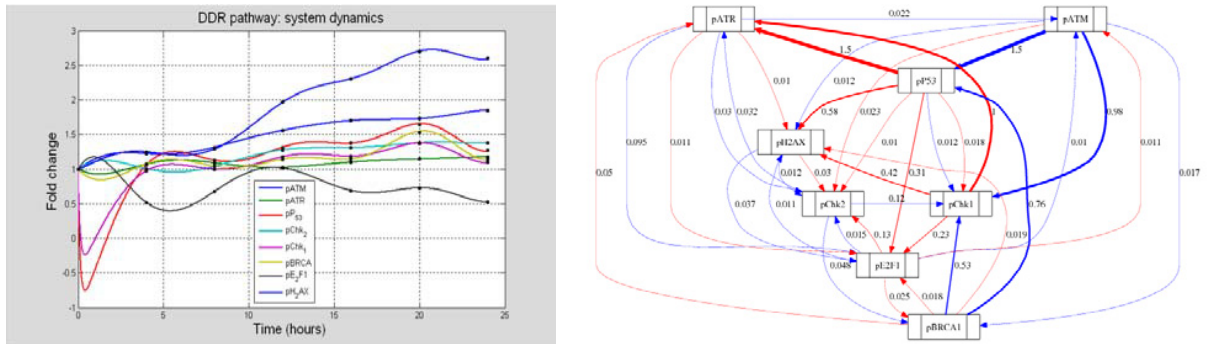 DDR pathway: system dynamics
3
2.5
2
1.5
1
0.5
0
-0.5
-1
Fold change
0
5
10
15
20
25
Time (hours)
pATM
pATR
pP53
pChk2
pChk1
pBRCA
pE2F1
pH2AX
pATR
0.022
pATM
1.5
1.5
pP53
0.01
0.012
0.03
0.032
0.023
0.58
1
0.98
0.095
0.011
pH2AX
0.01
0.012
0.018
0.01
0.011
0.05
0.012
0.03
0.31
0.42
0.017
0.037
0.011
pChk2
0.12
pChk1
0.76
0.015
0.13
0.23
0.019
0.048
pE2F1
0.53
0.025
0.018
pBRCA1